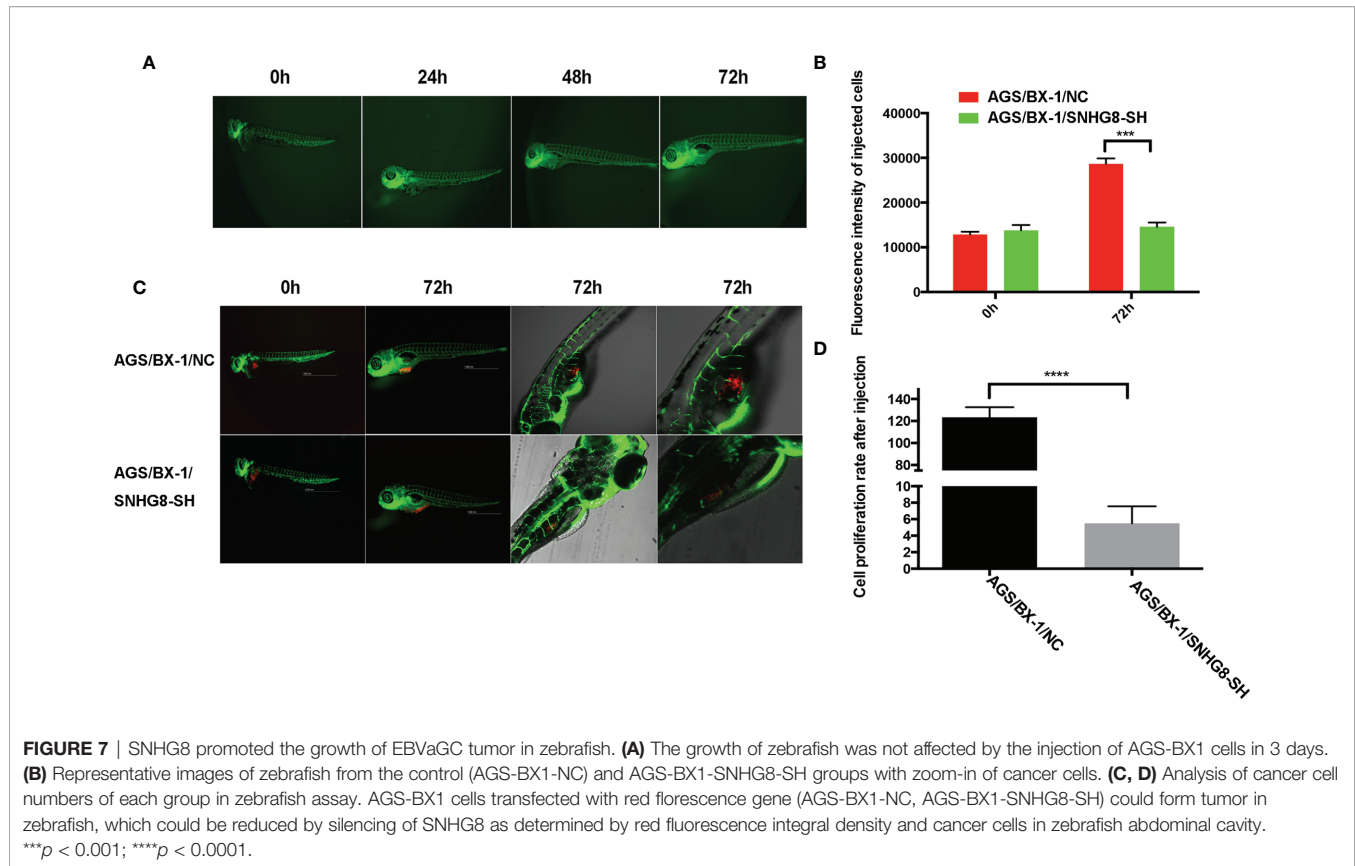 A
0h 24h 48h 72h
B
AGS/BX-1/NC
AGS/BX-1/SNHG8-SH
Fluorescence intensity of injected cells
40000
30000
20000
10000
0
***
0h
72h
C
0h 72h 72h 72h
AGS/BX-1/NC
AGS/BX-1/
SNHG8-SH
D
Cell proliferation rate after injection
140
120
100
80
10
8
6
4
2
0
****
AGS/BX-1/NC
AGS/BX-1/SNHG8-SH
FIGURE 7 | SNHG8 promoted the growth of EBVaGC tumor in zebrafish. (A) The growth of zebrafish was not affected by the injection of AGS-BX1 cells in 3 days.
(B) Representative images of zebrafish from the control (AGS-BX1-NC) and AGS-BX1-SNHG8-SH groups with zoom-in of cancer cells. (C, D) Analysis of cancer cell
numbers of each group in zebrafish assay. AGS-BX1 cells transfected with red florescence gene (AGS-BX1-NC, AGS-BX1-SNHG8-SH) could form tumor in
zebrafish, which could be reduced by silencing of SNHG8 as determined by red fluorescence integral density and cancer cells in zebrafish abdominal cavity.
***p < 0.001; ****p < 0.0001.